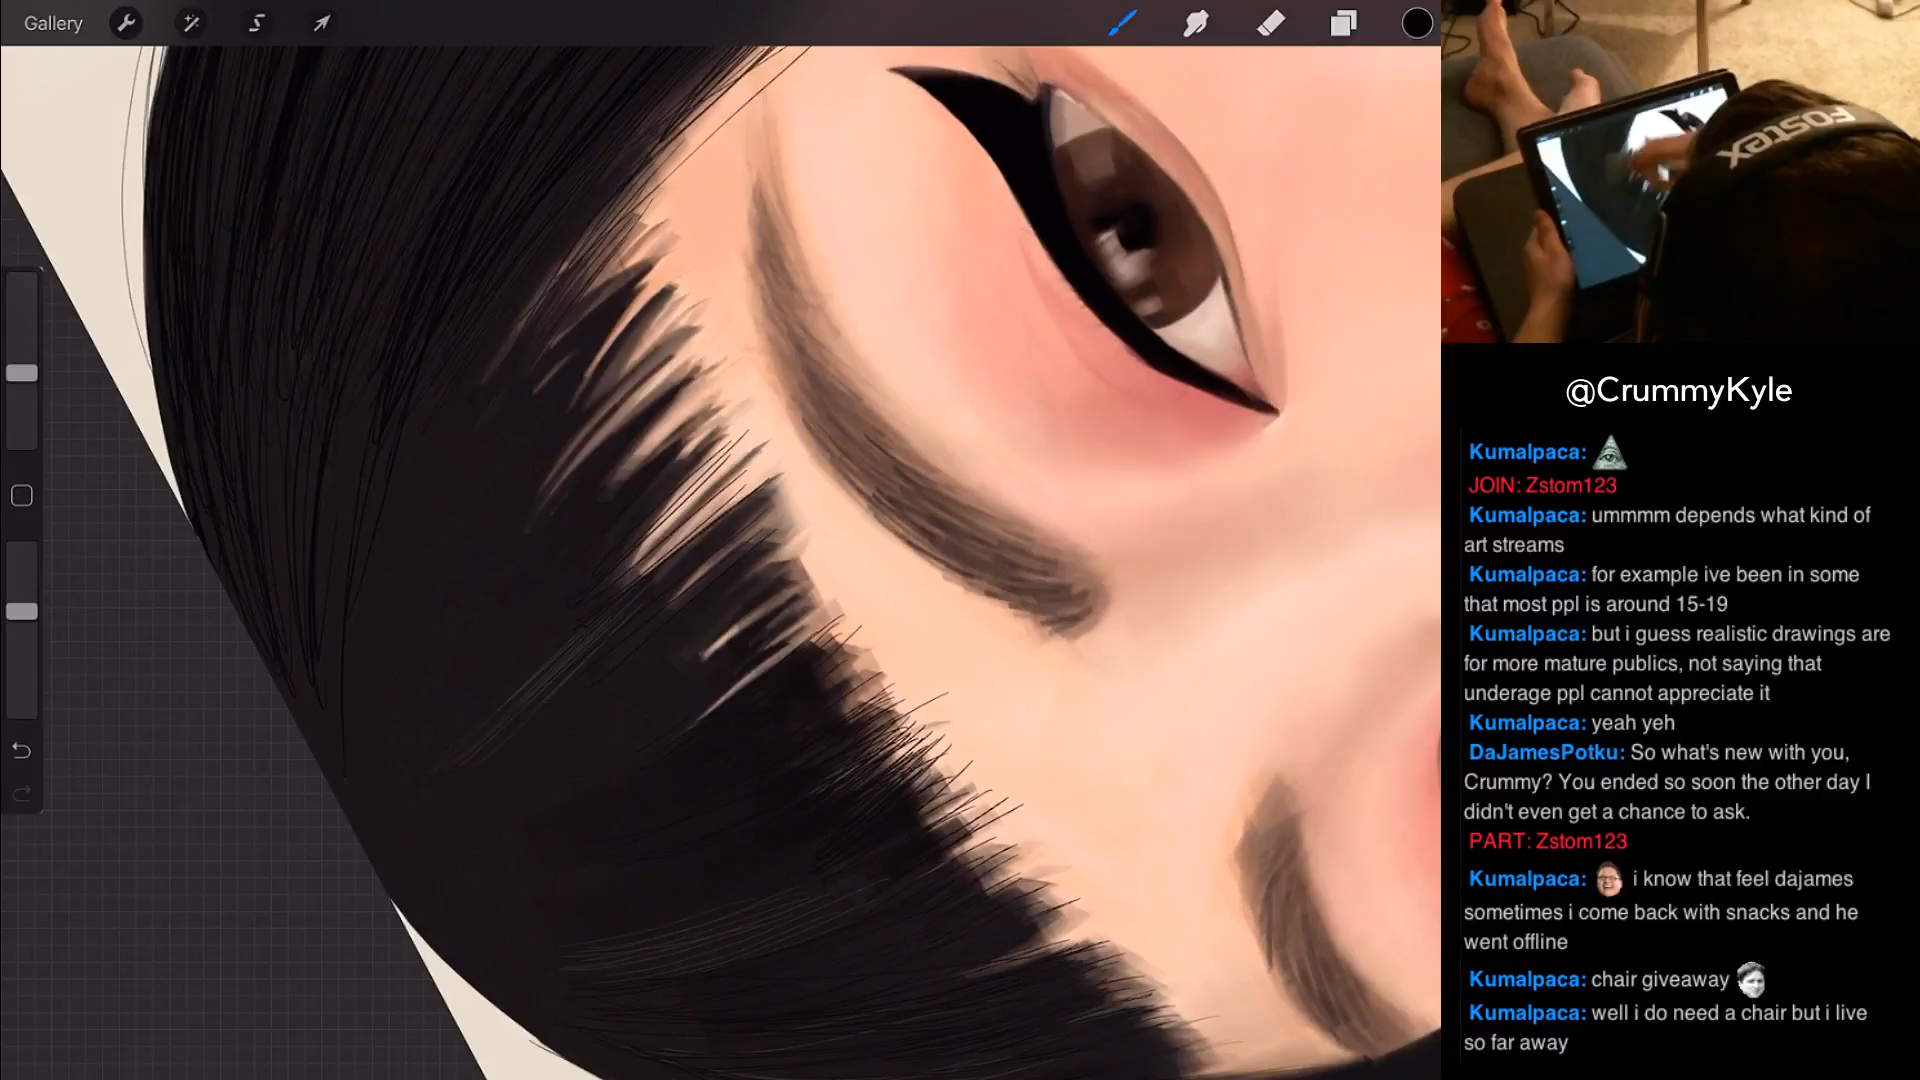 Gallery
FOSTEX
@CrummyKyle
Kumalpaca:
JOIN: Zstom123
Kumalpaca: ummmm depends what kind of
art streams
Kumalpaca: for example ive been in some
that most ppl is around 15-19
Kumalpaca: but i guess realistic drawings are
for more mature publics, not saying that
underage ppl cannot appreciate it
Kumalpaca: yeah yeh
DaJamesPotku: So what's new with you,
Crummy? You ended so soon the other day I
didn't even get a chance to ask.
PART: Zstom123
Kumalpaca: i know that feel dajames
sometimes i come back with snacks and he
went offline
Kumalpaca: chair giveaway
Kumalpaca: well i do need a chair but i live
so far away